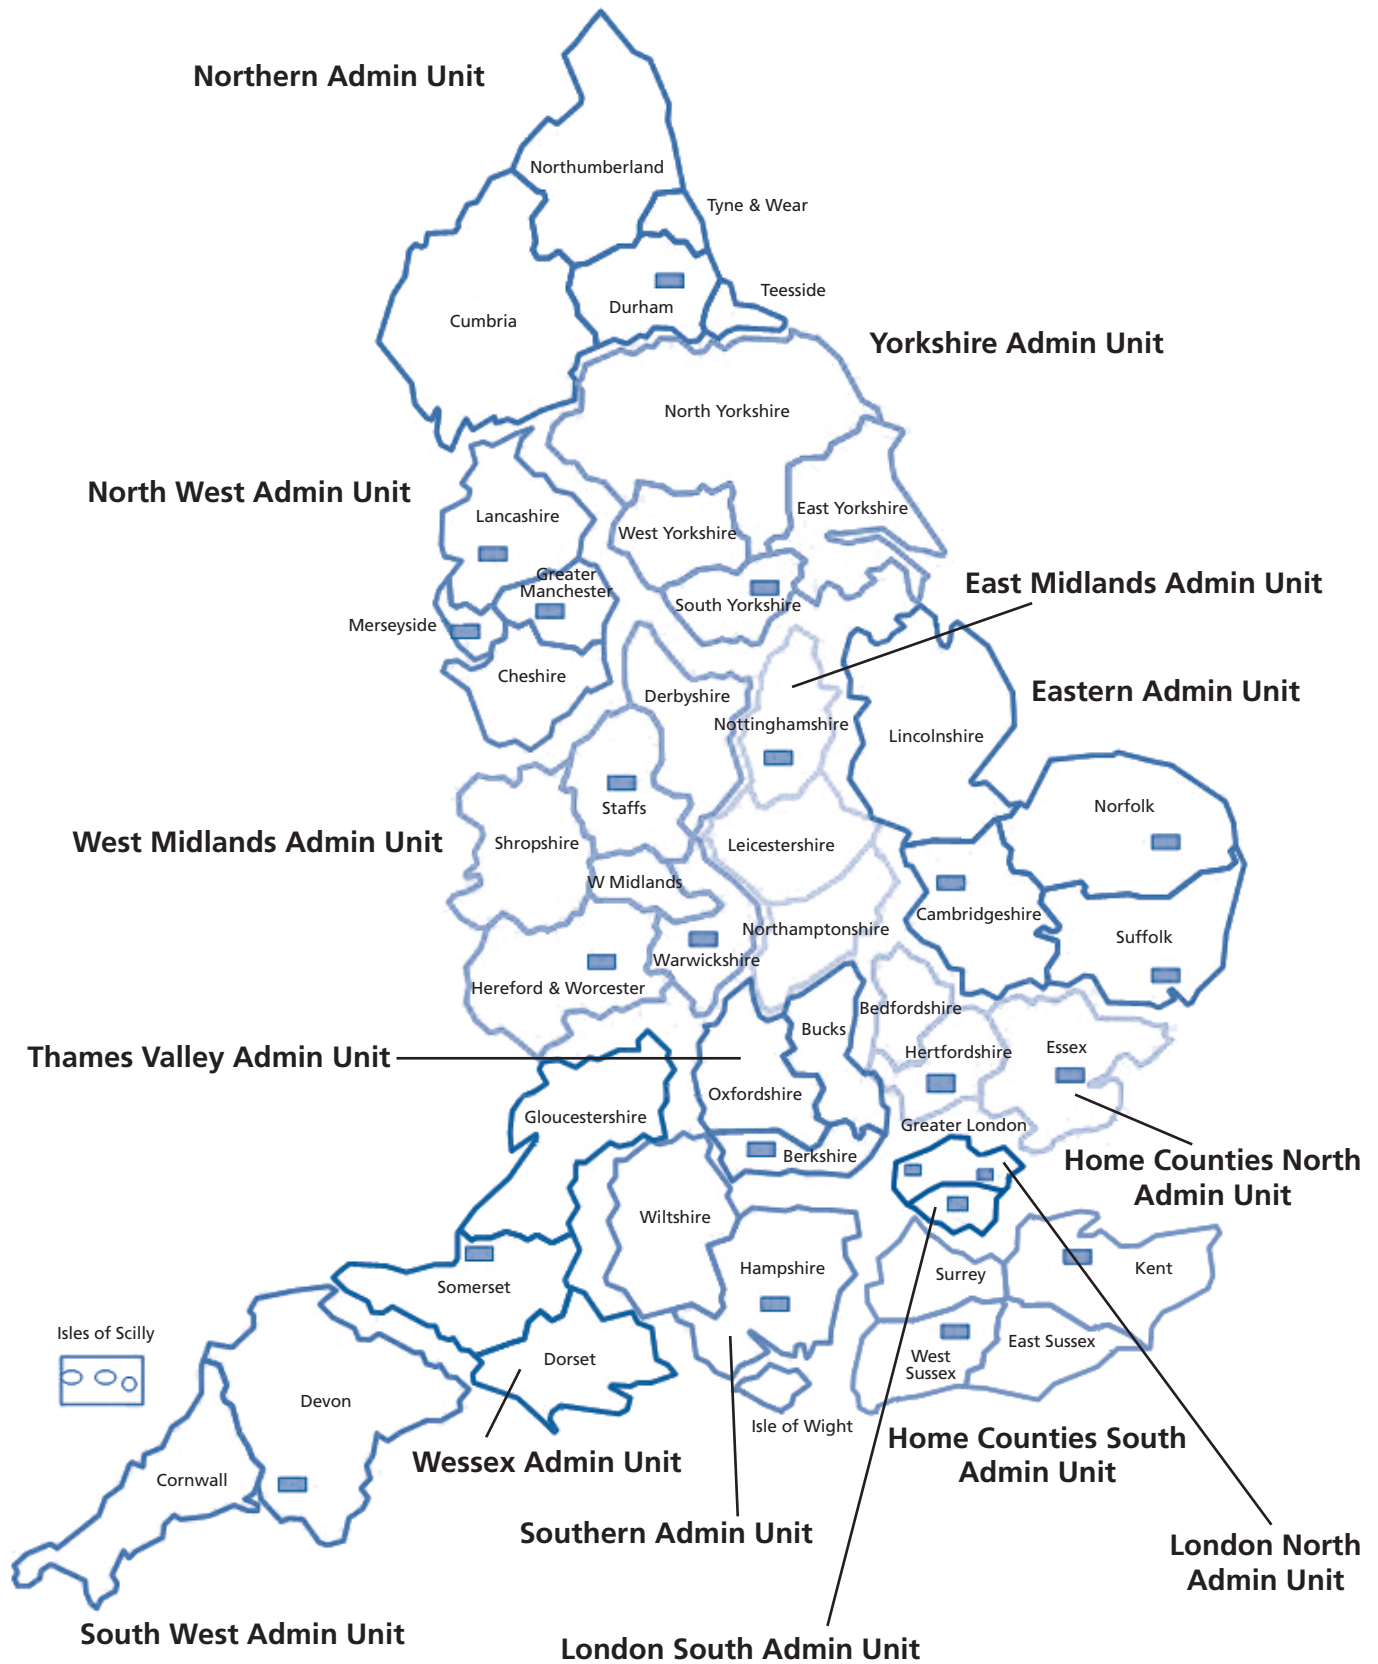 Northern Admin Unit
Northumberland
Tyne & Wear
Teesside
Durham
Cumbria
Yorkshire Admin Unit
North Yorkshire
North West Admin Unit
Lancashire
East Yorkshire
West Yorkshire
Greater
Manchester
East Midlands Admin Unit
South Yorkshire
Merseyside
Cheshire
Derbyshire
Eastern Admin Unit
Nottinghamshire
Lincolnshire
Staffs
Norfolk
West Midlands Admin Unit
Shropshire
Leicestershire
W Midlands
Cambridgeshire
Northamptonshire
Suffolk
Warwickshire
Hereford & Worcester
Bedfordshire
Bucks
Thames Valley Admin Unit
Hertfordshire
Essex
Oxfordshire
Gloucestershire
Greater London
Berkshire
Home Counties North
Admin Unit
Wiltshire
Hampshire
Surrey
Kent
Somerset
Isles of Scilly
East Sussex
Dorset
West
Sussex
Devon
Isle of Wight
Home Counties South
Admin Unit
Wessex Admin Unit
Cornwall
Southern Admin Unit
London North
Admin Unit
South West Admin Unit
London South Admin Unit